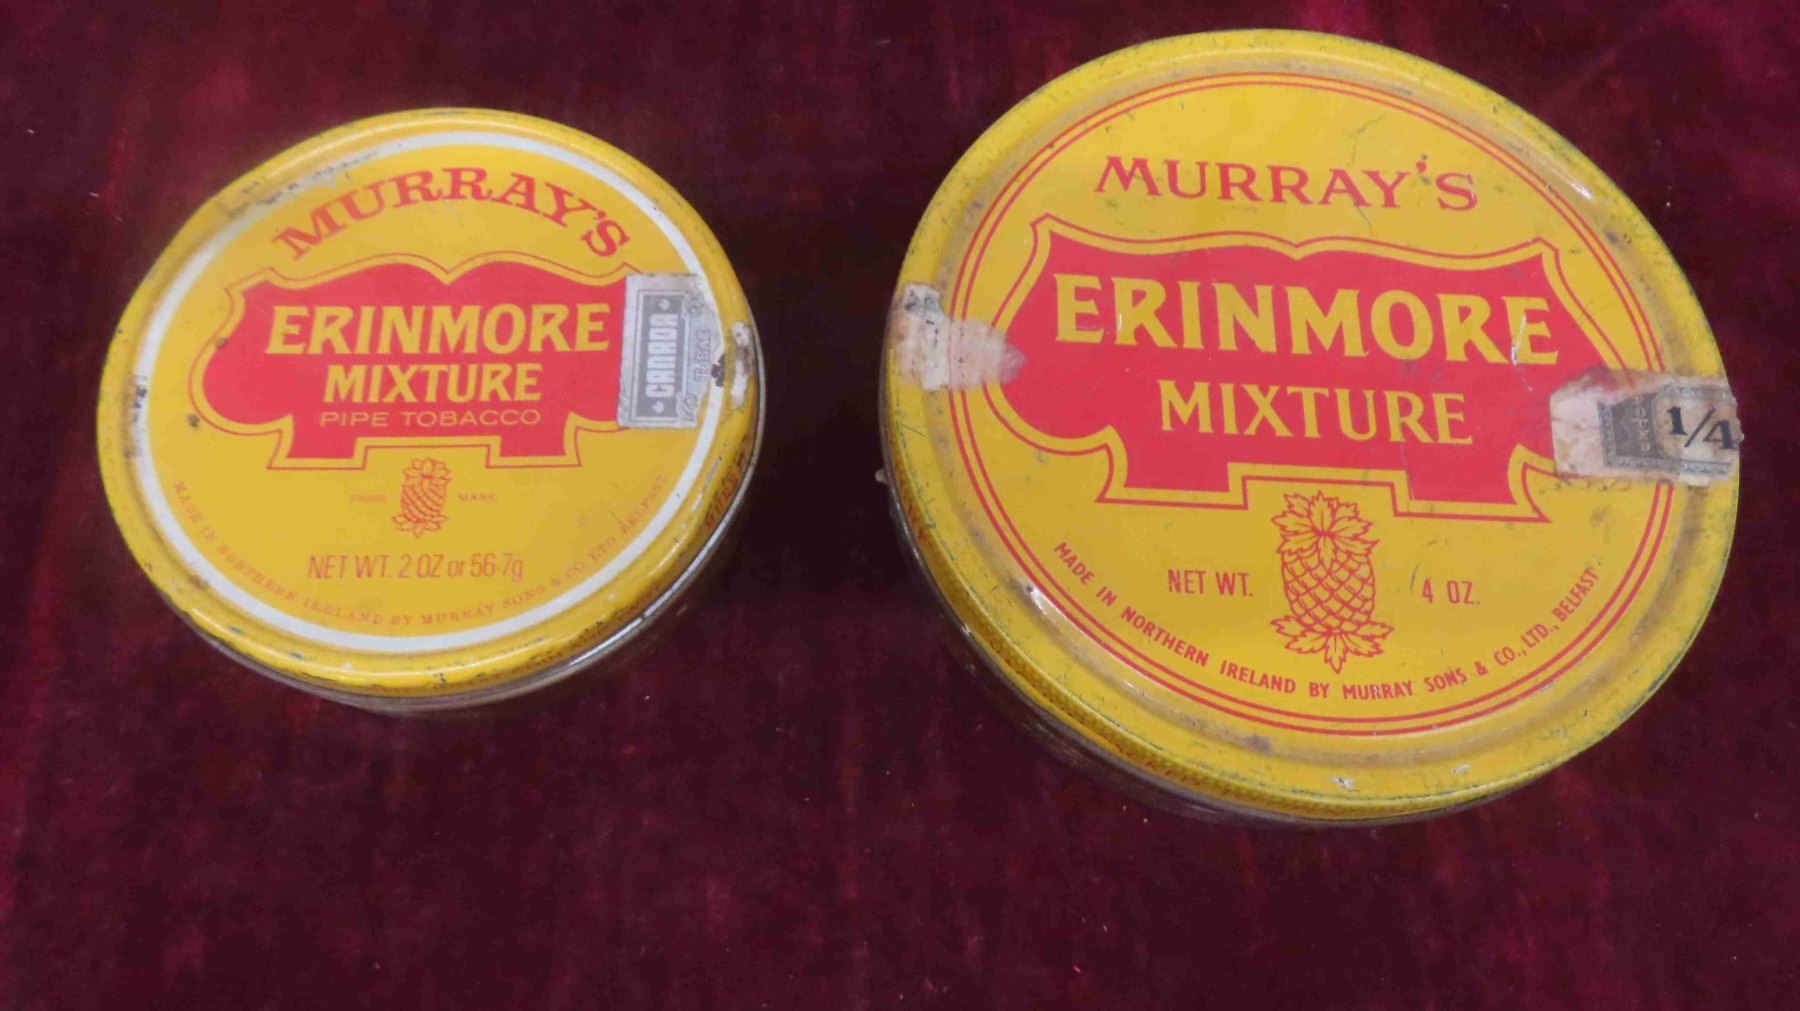 MURRAY'S
ERINMORE
MIXTURE
PIPE TOBACCO
TRADE MARK
NET WT. 2 OZ or 56·7g
MADE IN NORTHERN IRELAND BY MURRAY SONS & CO. LTD. BELFAST
CANADA
TABAC
MURRAY'S
ERINMORE
MIXTURE
NET WT. 4 OZ.
MADE IN NORTHERN IRELAND BY MURRAY SONS & CO., LTD., BELFAST.
1/4